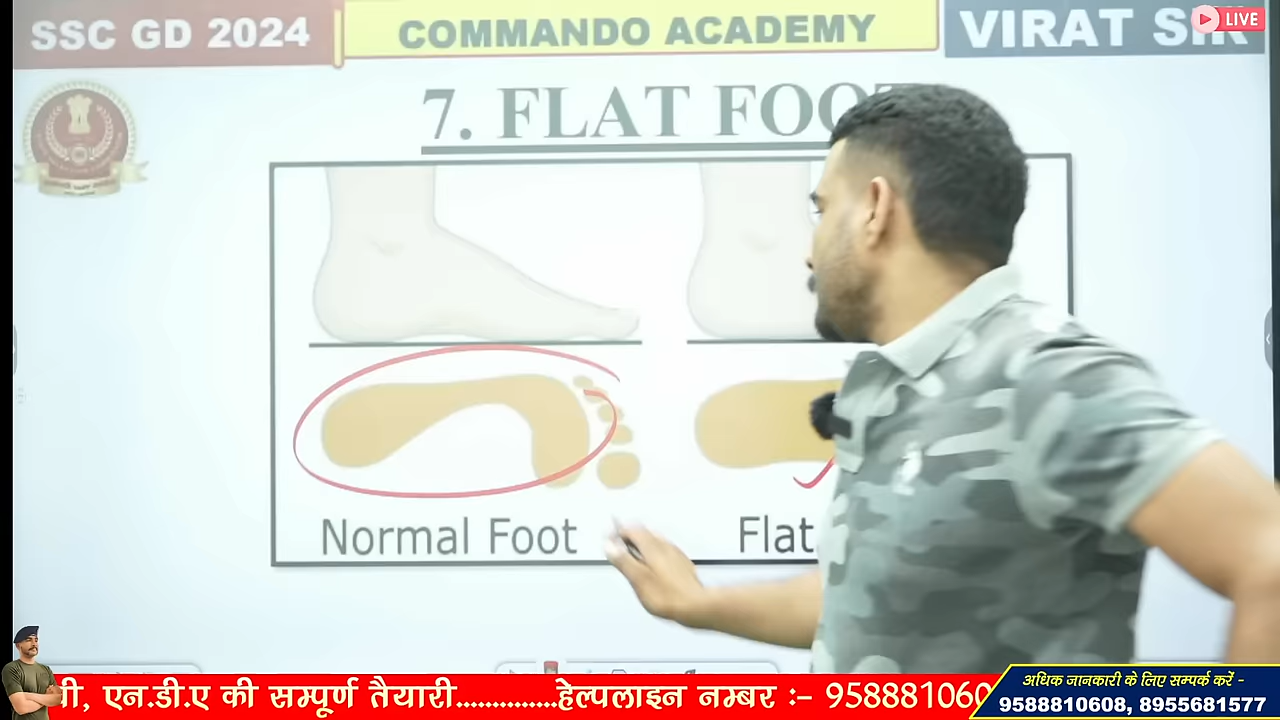 SSC GD 2024
COMMANDO ACADEMY
VIRAT SIR
LIVE
7. FLAT FOO
Normal Foot
Flat
पी, एन.डी.ए की सम्पूर्ण तैयारी..............हेल्पलाइन नम्बर :- 958881060
अधिक जानकारी के लिए सम्पर्क करें -
9588810608, 8955681577